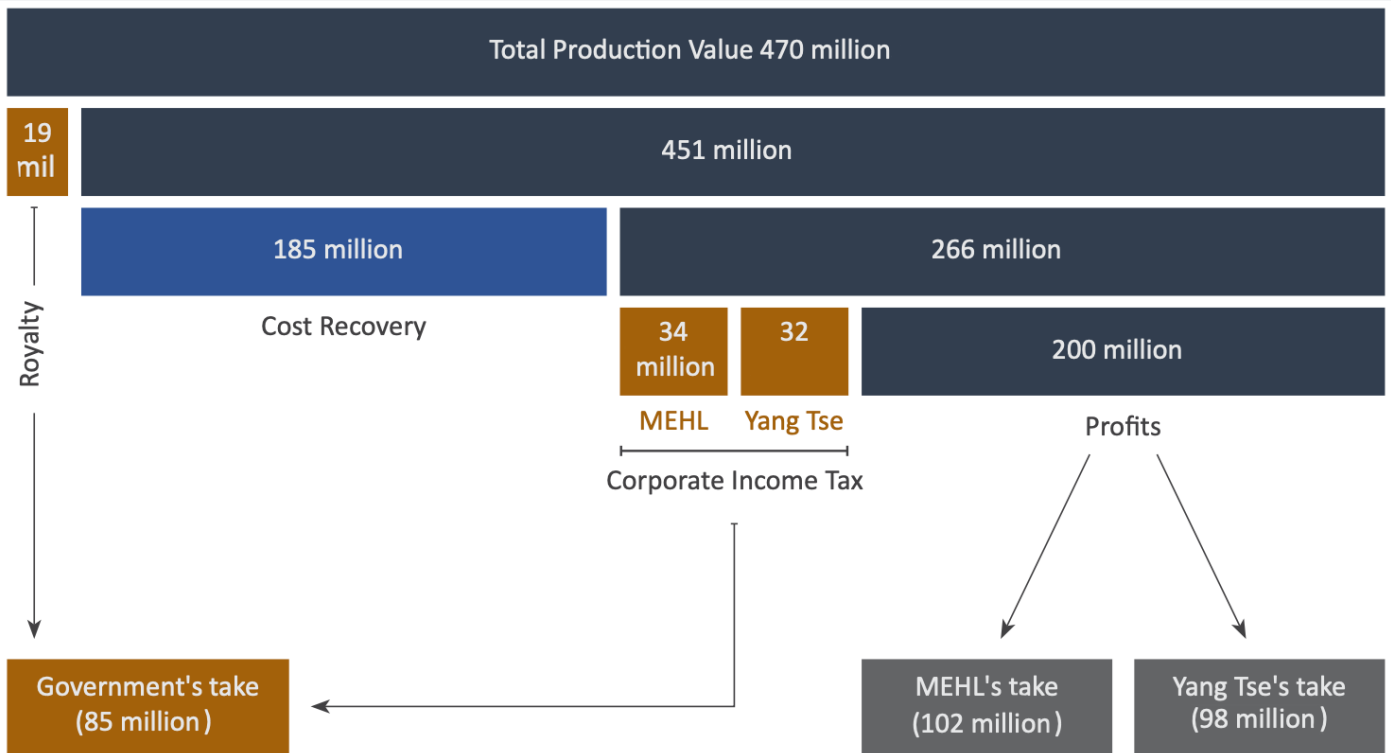 Total Production Value 470 million
19
mil
451 million
185 million
266 million
Royalty
Cost Recovery
34
million
32
200 million
MEHL
Yang Tse
Profits
Corporate Income Tax
Government's take
(85 million )
MEHL's take
(102 million )
Yang Tse's take
(98 million )